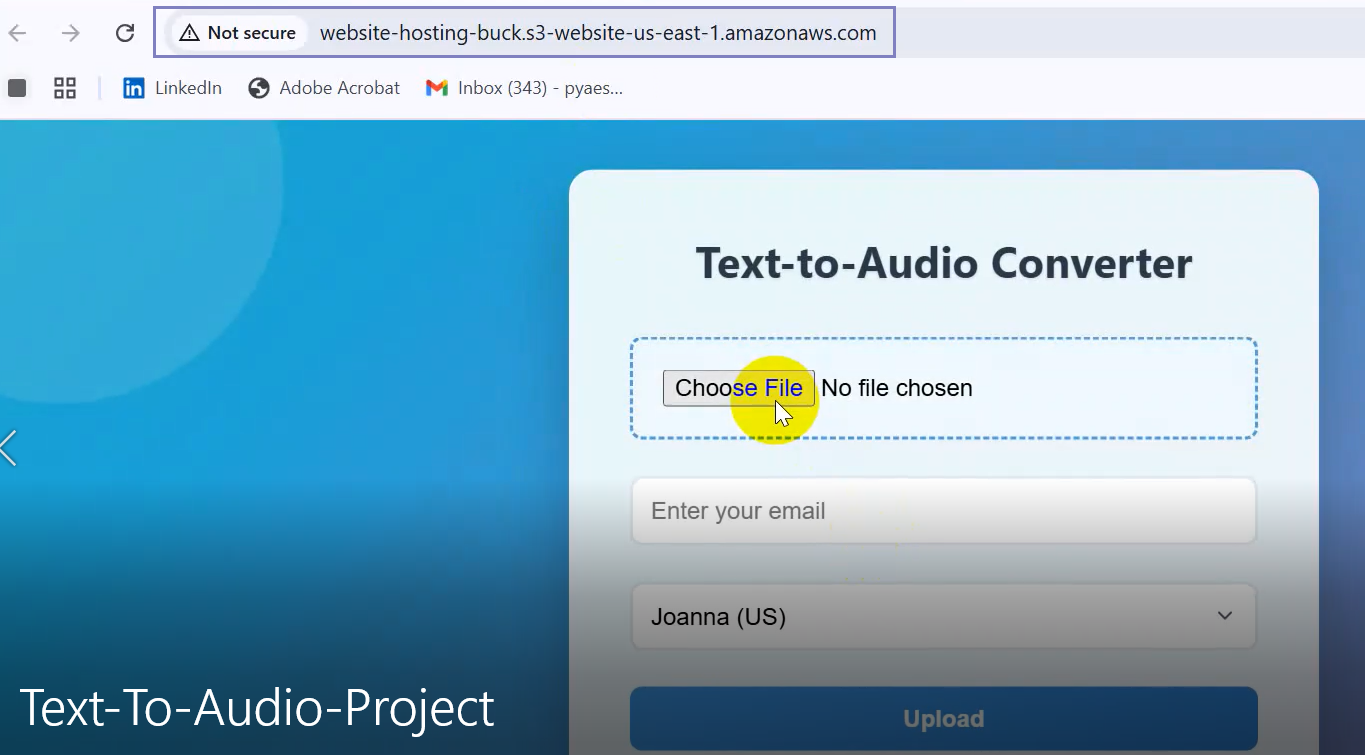 Not secure website-hosting-buck.s3-website-us-east-1.amazonaws.com
LinkedIn Adobe Acrobat Inbox (343) - pyaes...
Text-to-Audio Converter
Choose File No file chosen
Enter your email
Joanna (US)
Upload
Text-To-Audio-Project